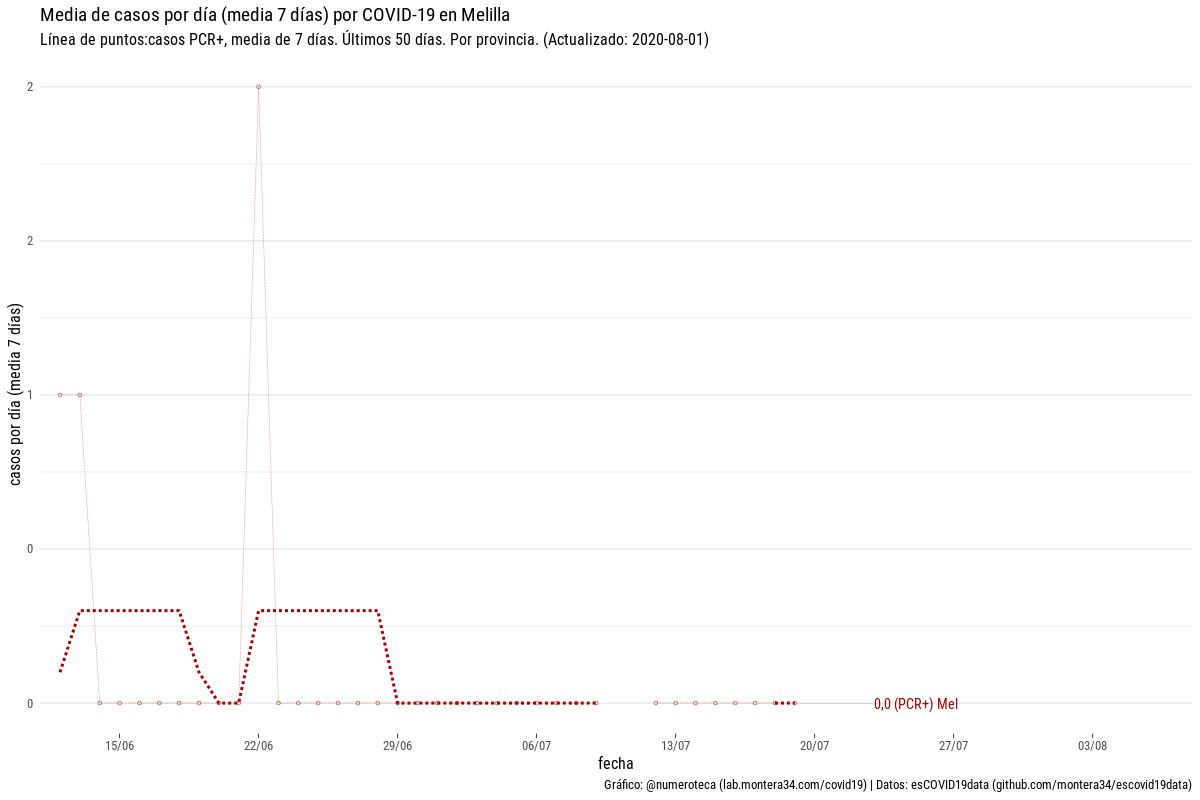 Media de casos por día (media 7 días) por COVID-19 en Melilla
Línea de puntos:casos PCR+, media de 7 días. Últimos 50 días. Por provincia. (Actualizado: 2020-08-01)
casos por día (media 7 días)
2
2
1
0
0
0,0 (PCR+) Mel
15/06
22/06
29/06
06/07
13/07
20/07
27/07
03/08
fecha
Gráfico: @numeroteca (lab.montera34.com/covid19) | Datos: esCOVID19data (github.com/montera34/escovid19data)